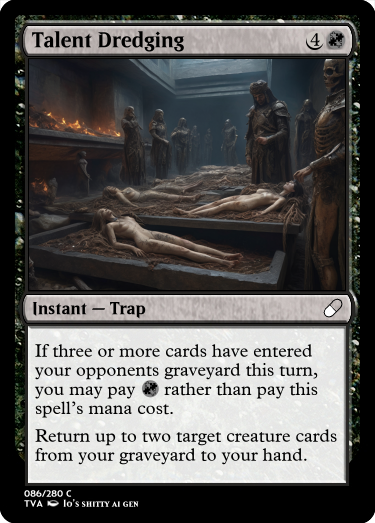 Talent Dredging
4
Instant — Trap
If three or more cards have entered
your opponents graveyard this turn,
you may pay rather than pay this
spell's mana cost.
Return up to two target creature cards
from your graveyard to your hand.
086/280 C
TVA Io's shitty ai gen